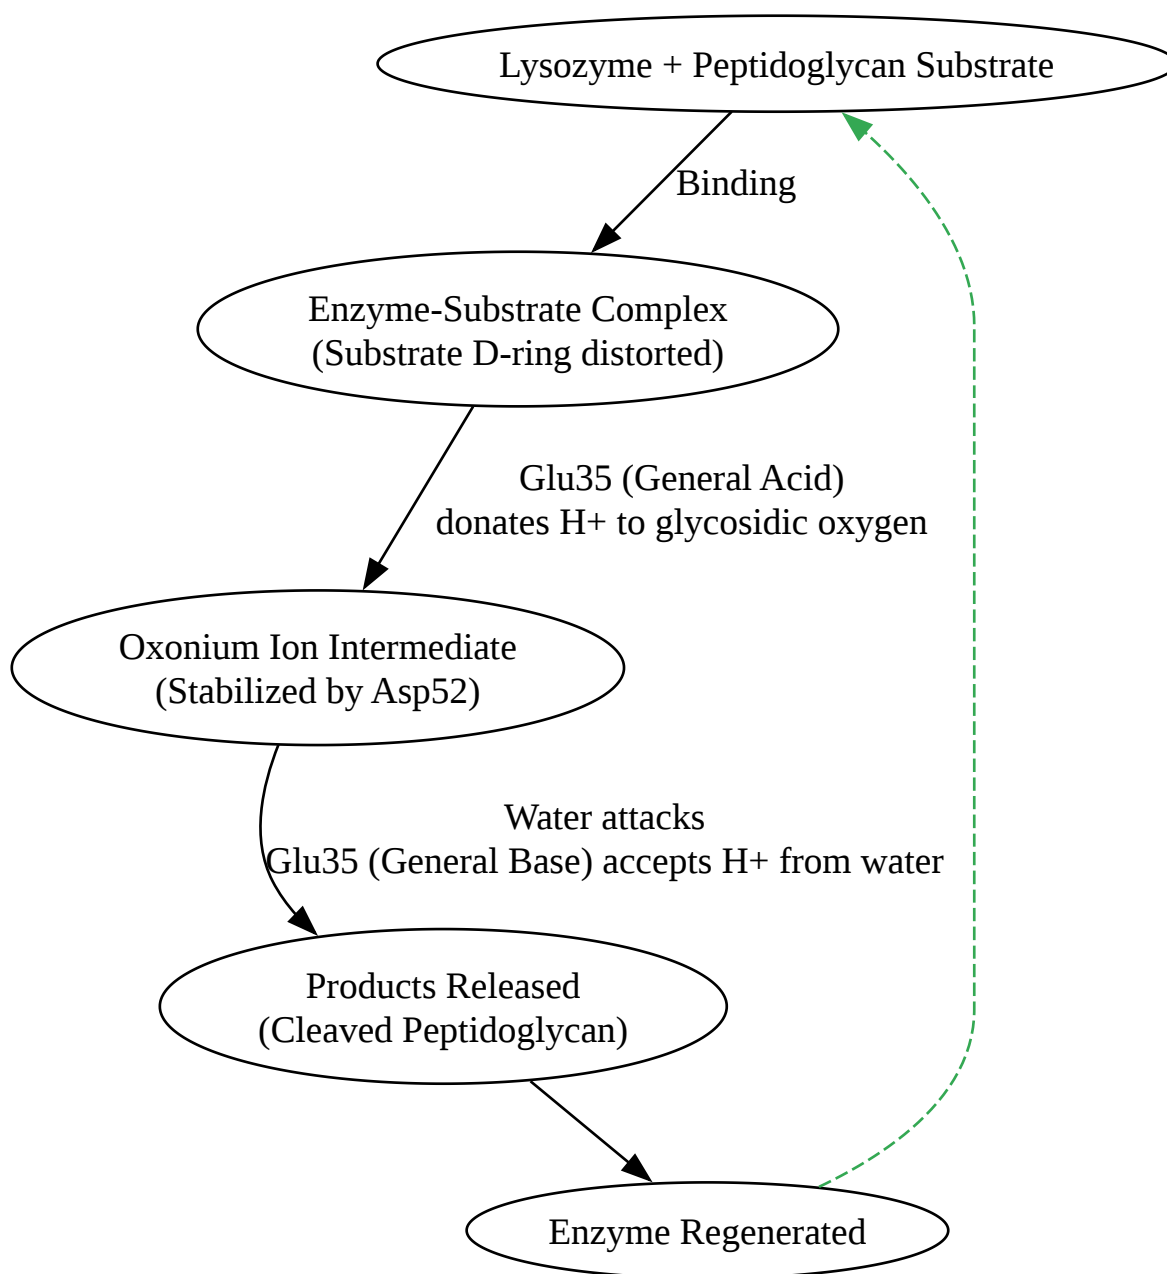 Lysozyme + Peptidoglycan Substrate
Binding
Enzyme-Substrate Complex
(Substrate D-ring distorted)
Glu35 (General Acid)
donates H+ to glycosidic oxygen
Oxonium Ion Intermediate
(Stabilized by Asp52)
Water attacks
Glu35 (General Base) accepts H+ from water
Products Released
(Cleaved Peptidoglycan)
Enzyme Regenerated